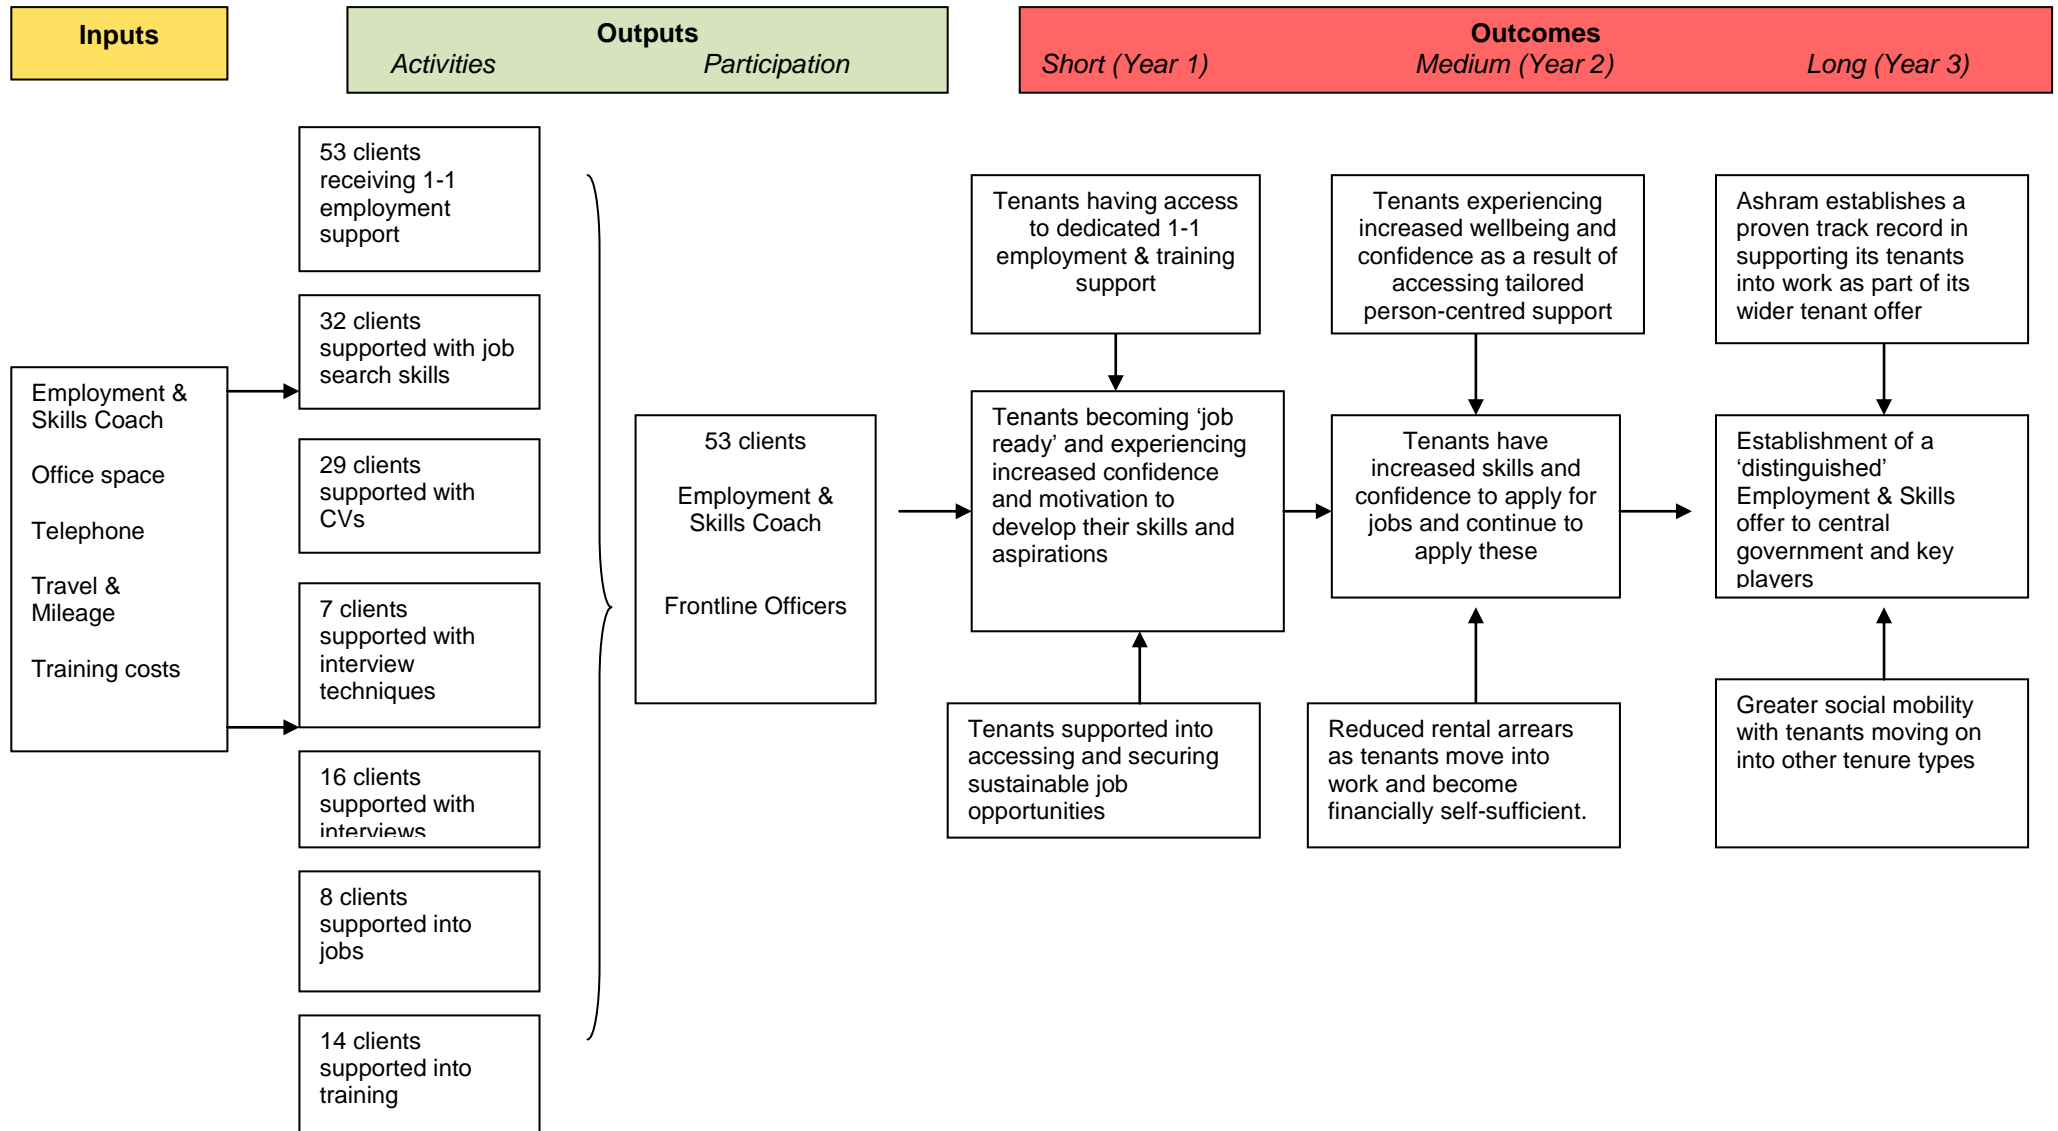 Inputs
Outputs
Activities
Participation
Outcomes
Short (Year 1)
Medium (Year 2)
Long (Year 3)
Employment &
Skills Coach
Office space
Telephone
Travel &
Mileage
Training costs
53 clients
receiving 1-1
employment
support
32 clients
supported with job
search skills
29 clients
supported with
CVs
7 clients
supported with
interview
techniques
16 clients
supported with
interviews
8 clients
supported into
jobs
14 clients
supported into
training
53 clients
Employment &
Skills Coach
Frontline Officers
Tenants having access
to dedicated 1-1
employment & training
support
Tenants becoming ‘job
ready’ and experiencing
increased confidence
and motivation to
develop their skills and
aspirations
Tenants supported into
accessing and securing
sustainable job
opportunities
Tenants experiencing
increased wellbeing and
confidence as a result of
accessing tailored
person-centred support
Tenants have
increased skills and
confidence to apply for
jobs and continue to
apply these
Reduced rental arrears
as tenants move into
work and become
financially self-sufficient.
Ashram establishes a
proven track record in
supporting its tenants
into work as part of its
wider tenant offer
Establishment of a
‘distinguished’
Employment & Skills
offer to central
government and key
players
Greater social mobility
with tenants moving on
into other tenure types